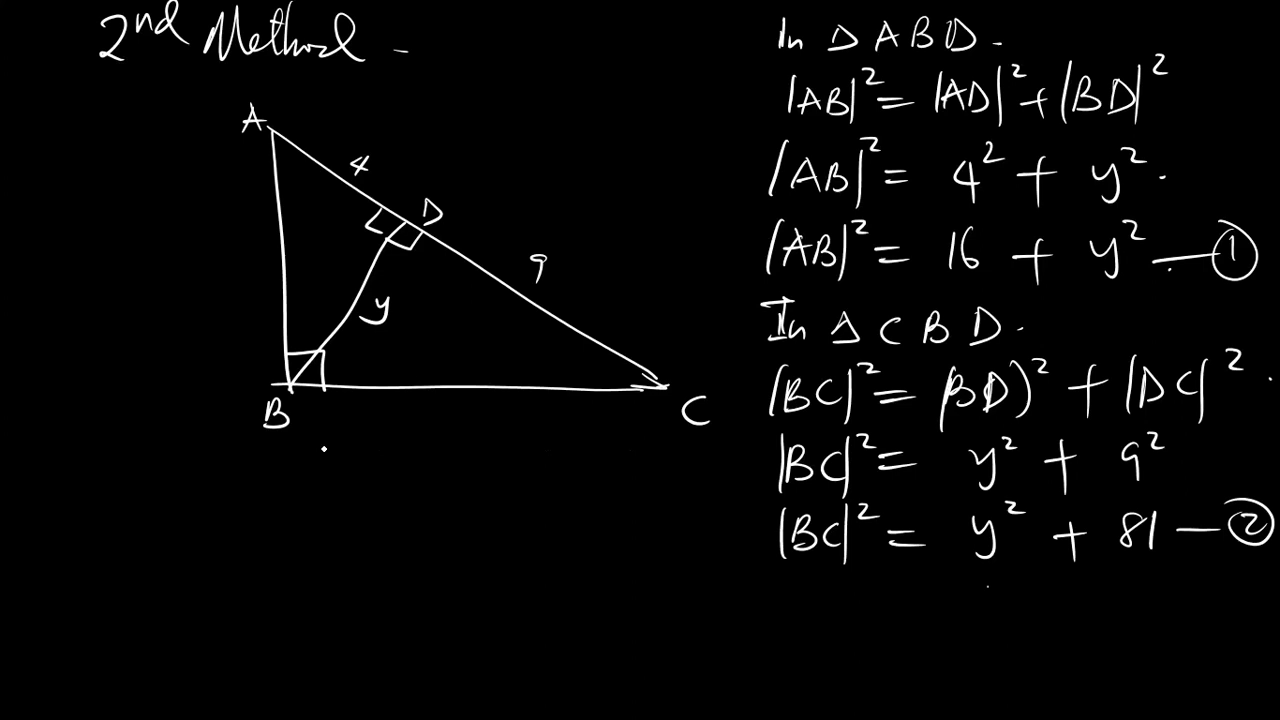 2nd Method -
A
4
D
9
y
B
C
In Δ ABD.
|AB|² = |AD|² + |BD|²
|AB|² = 4² + y².
|AB|² = 16 + y² — ①
In Δ CBD.
|BC|² = |BD)² + |DC|².
|BC|² = y² + 9²
|BC|² = y² + 81 — ②